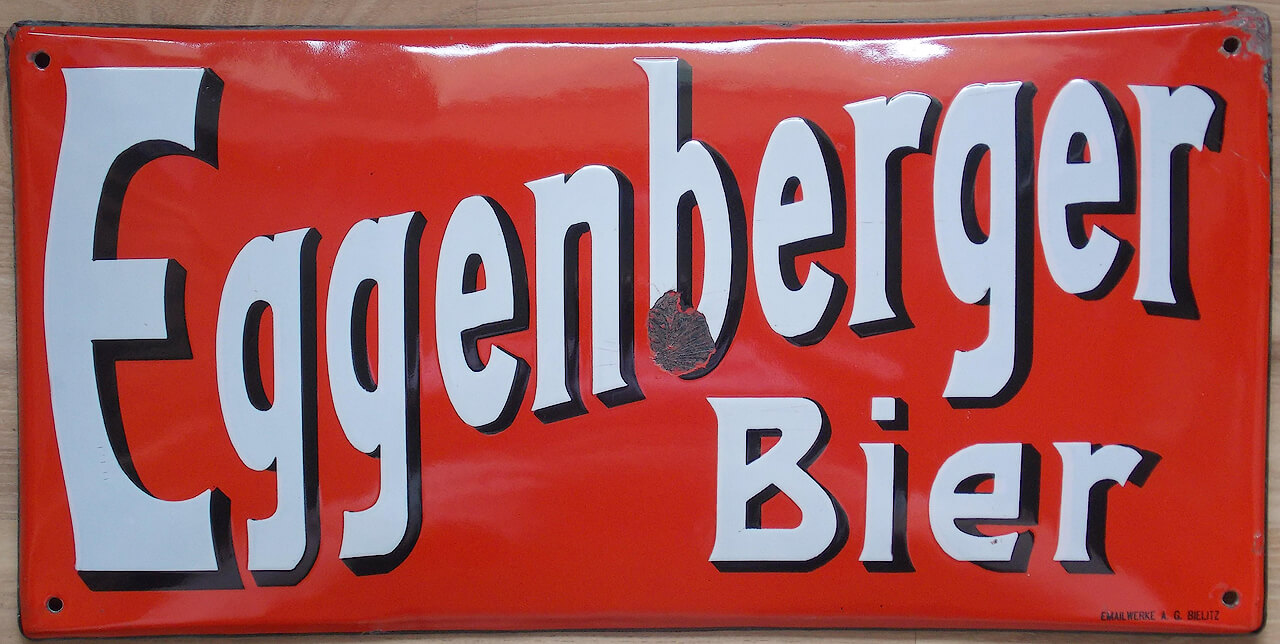 Eggenberger
Bier
EMAILWERKE A. G. BIELITZ